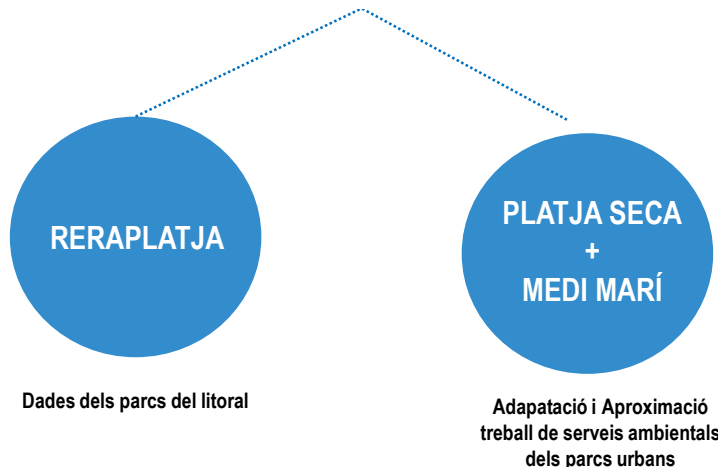 RERAPLATJA
PLATJA SECA
+
MEDI MARÍ
Dades dels parcs del litoral
Adapatació i Aproximació
treball de serveis ambientals
dels parcs urbans